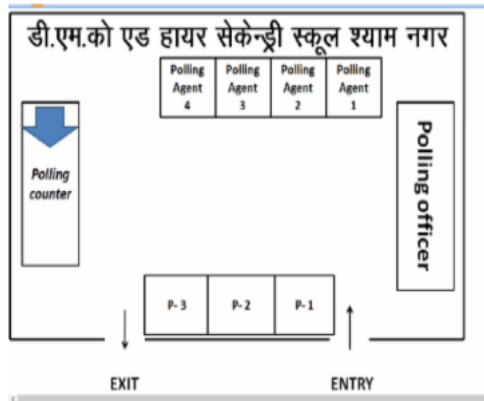 डी.एम.को एड हायर सेकेन्ड्री स्कूल श्याम नगर
Polling Agent 4
Polling Agent 3
Polling Agent 2
Polling Agent 1
Polling counter
Polling officer
P- 3
P- 2
P- 1
EXIT
ENTRY